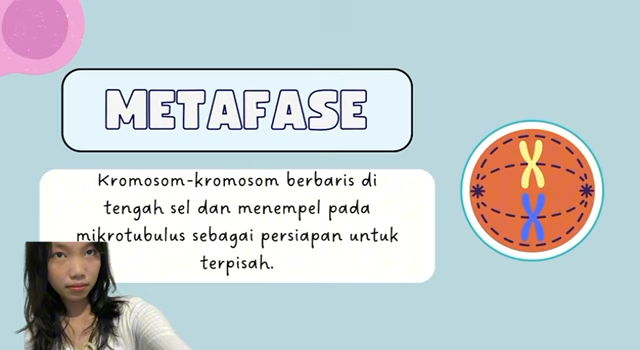 METAFASE
Kromosom-kromosom berbaris di
tengah sel dan menempel pada
mikrotubulus sebagai persiapan untuk
terpisah.